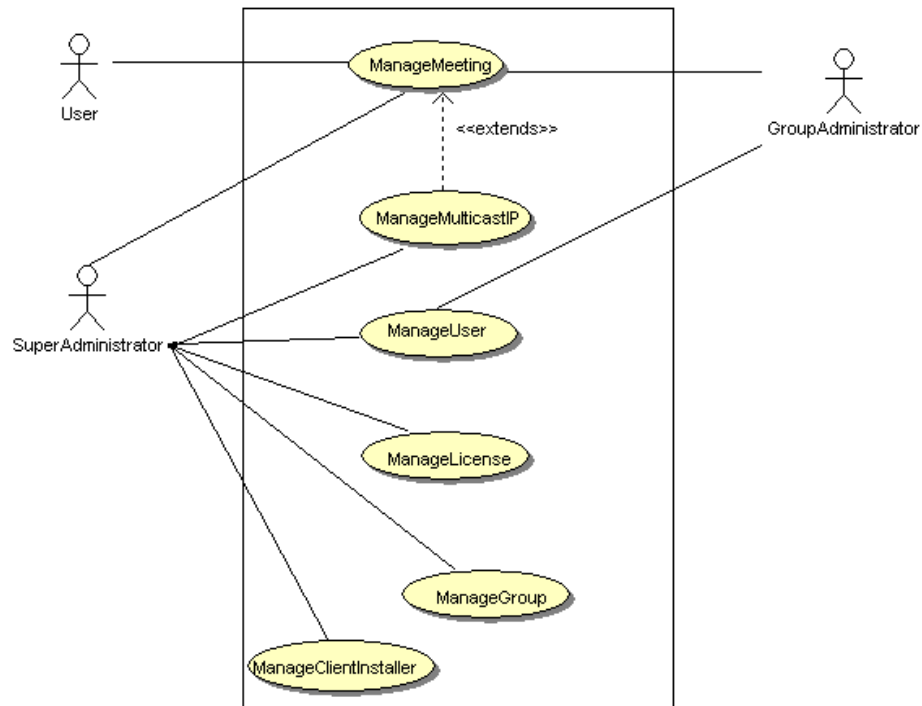 ManageMeeting
User
<<extends>>
GroupAdministrator
ManageMulticastIP
ManageUser
SuperAdministrator
ManageLicense
ManageGroup
ManageClientInstaller